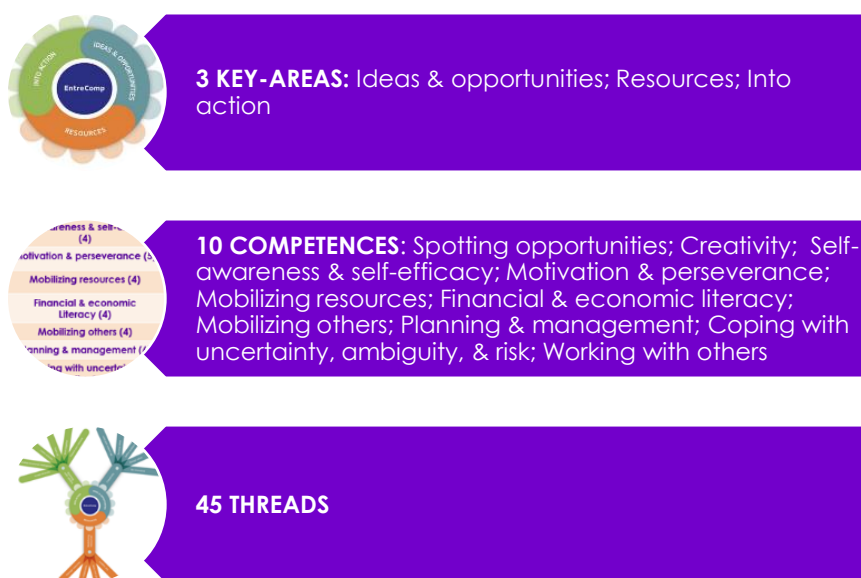 INTO ACTION
IDEAS & OPPORTUNITIES
EntreComp
RESOURCES
3 KEY-AREAS: Ideas & opportunities; Resources; Into
action
(4)
Mobilizing resources (4)
Financial & economic
Literacy (4)
Mobilizing others (4)
10 COMPETENCES: Spotting opportunities; Creativity; Self-
awareness & self-efficacy; Motivation & perseverance;
Mobilizing resources; Financial & economic literacy;
Mobilizing others; Planning & management; Coping with
uncertainty, ambiguity, & risk; Working with others
45 THREADS